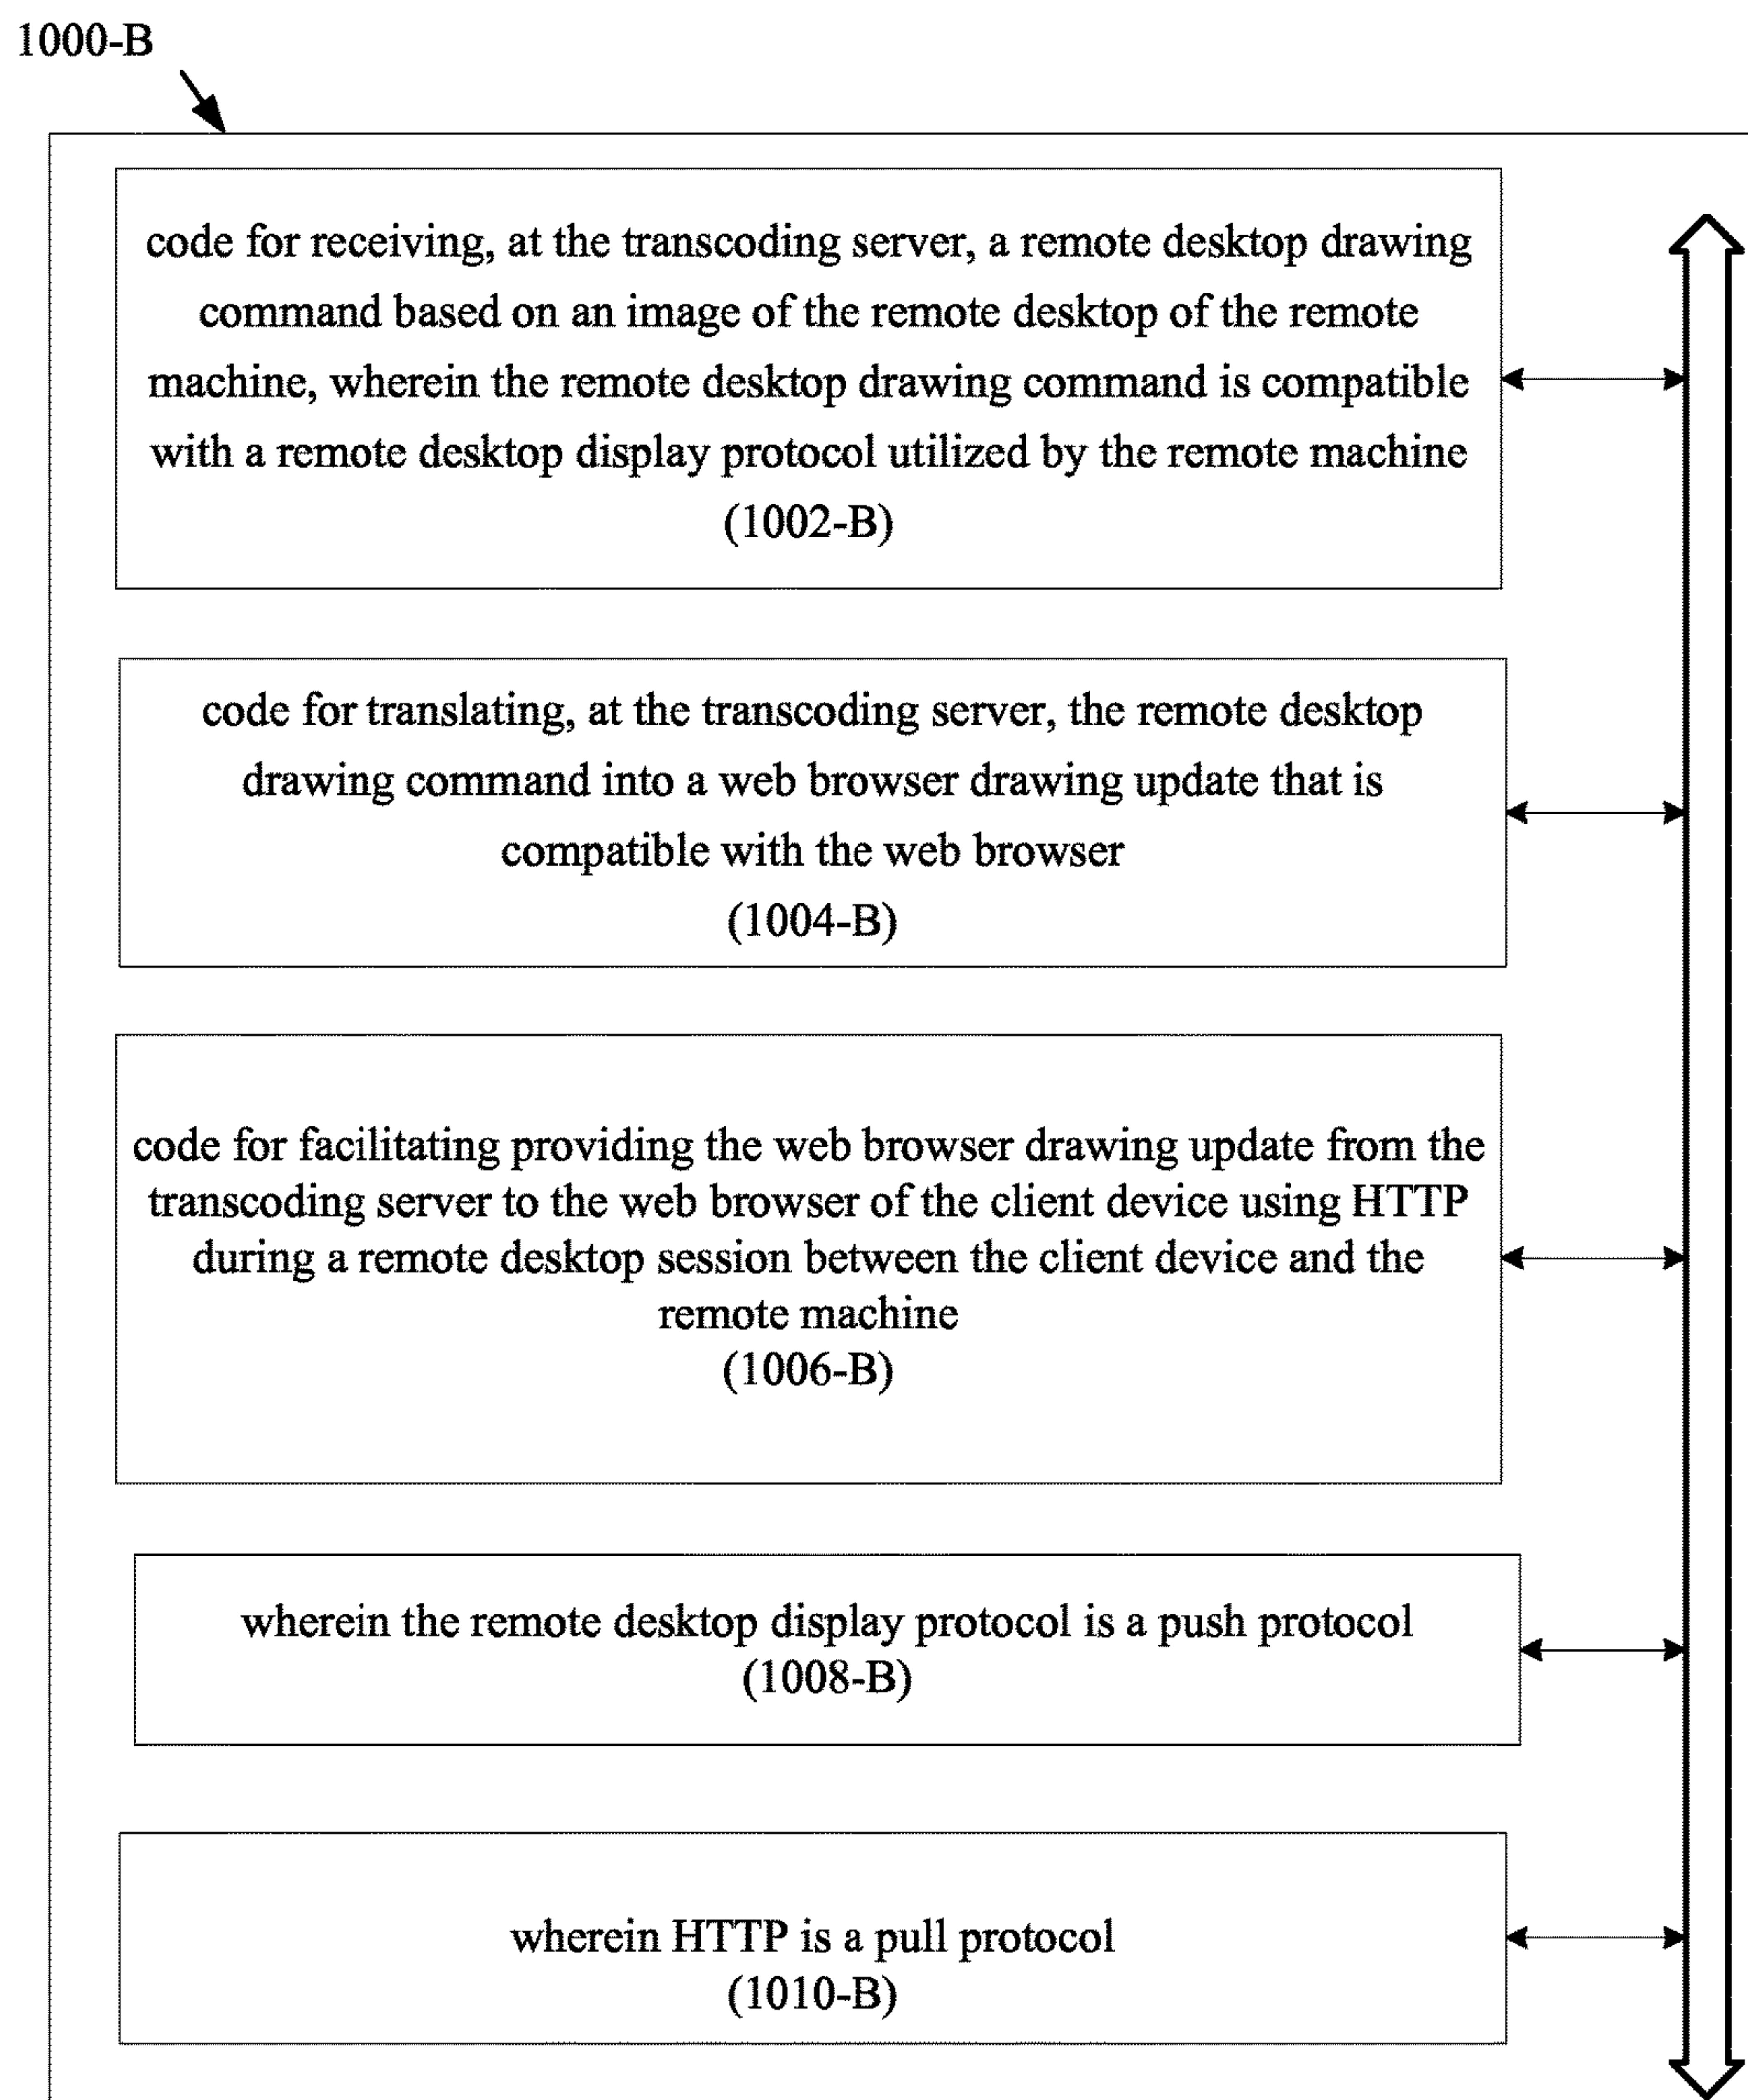 1000-B
code for receiving, at the transcoding server, a remote desktop drawing
command based on an image of the remote desktop of the remote
machine, wherein the remote desktop drawing command is compatible
with a remote desktop display protocol utilized by the remote machine
(1002-B)
code for translating, at the transcoding server, the remote desktop
drawing command into a web browser drawing update that is
compatible with the web browser
(1004-B)
code for facilitating providing the web browser drawing update from the
transcoding server to the web browser of the client device using HTTP
during a remote desktop session between the client device and the
remote machine
(1006-B)
wherein the remote desktop display protocol is a push protocol
(1008-B)
wherein HTTP is a pull protocol
(1010-B)